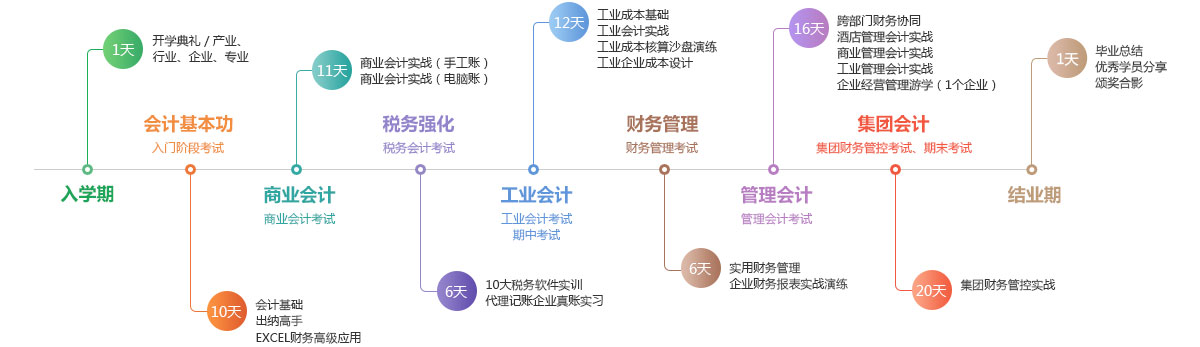 1天
开学典礼 / 产业、
行业、企业、专业
入学期
会计基本功
入门阶段考试
10天
会计基础
出纳高手
EXCEL财务高级应用
11天
商业会计实战（手工账）
商业会计实战（电脑账）
商业会计
商业会计考试
税务强化
税务会计考试
6天
10大税务软件实训
代理记账企业真账实习
12天
工业成本基础
工业会计实战
工业成本核算沙盘演练
工业企业成本设计
工业会计
工业会计考试
期中考试
财务管理
财务管理考试
6天
实用财务管理
企业财务报表实战演练
16天
跨部门财务协同
酒店管理会计实战
商业管理会计实战
工业管理会计实战
企业经营管理游学（1个企业）
管理会计
管理会计考试
集团会计
集团财务管控考试、期末考试
20天
集团财务管控实战
1天
毕业总结
优秀学员分享
颁奖合影
结业期